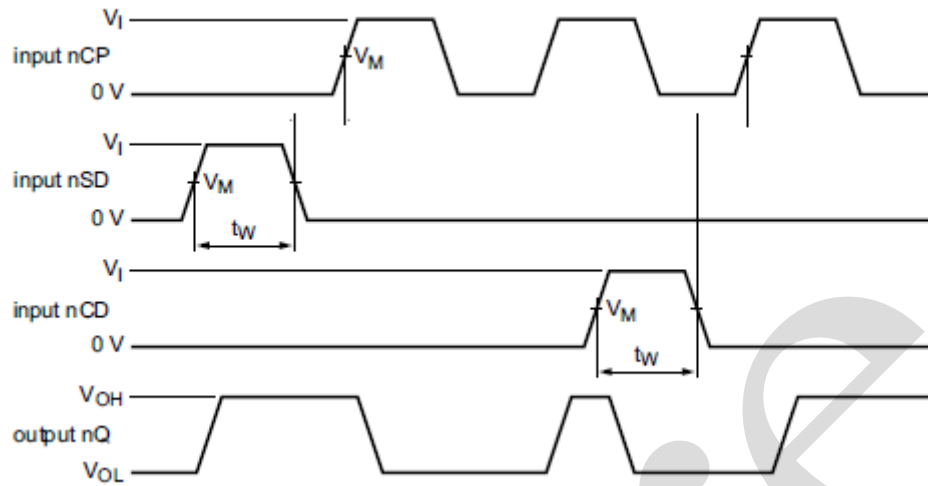 VI
input nCP
VM
0 V
VI
input nSD
VM
0 V
tW
VI
input nCD
VM
0 V
tW
VOH
output nQ
VOL